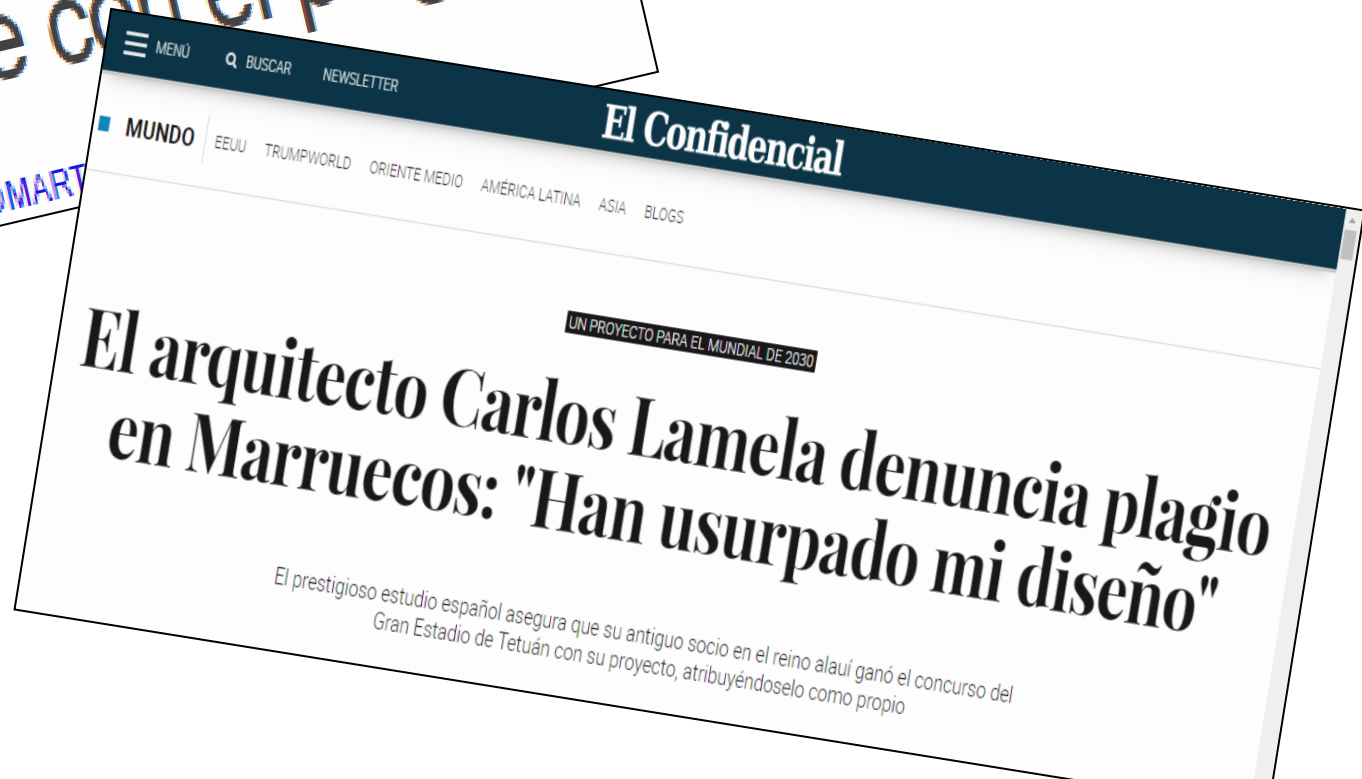 e con el p
MART
MENÚ BUSCAR NEWSLETTER
El Confidencial
MUNDO EEUU TRUMPWORLD ORIENTE MEDIO AMÉRICA LATINA ASIA BLOGS
UN PROYECTO PARA EL MUNDIAL DE 2030
El arquitecto Carlos Lamela denuncia plagio
en Marruecos: "Han usurpado mi diseño"
El prestigioso estudio español asegura que su antiguo socio en el reino alauí ganó el concurso del
Gran Estadio de Tetuán con su proyecto, atribuyéndoselo como propio